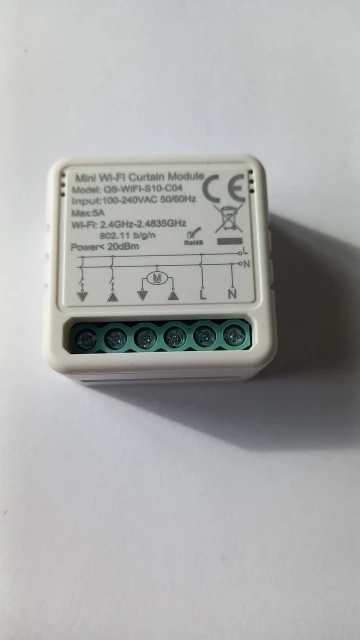 Mini Wi-Fi Curtain Module
Model: QS-WIFI-S10-C04
Input:100-240VAC 50/60Hz
Max:5A
Wi-Fi: 2.4GHz-2.4835GHz
802.11 b/g/n
Power< 20dBm
CE
RoHS
L
N
M
L N